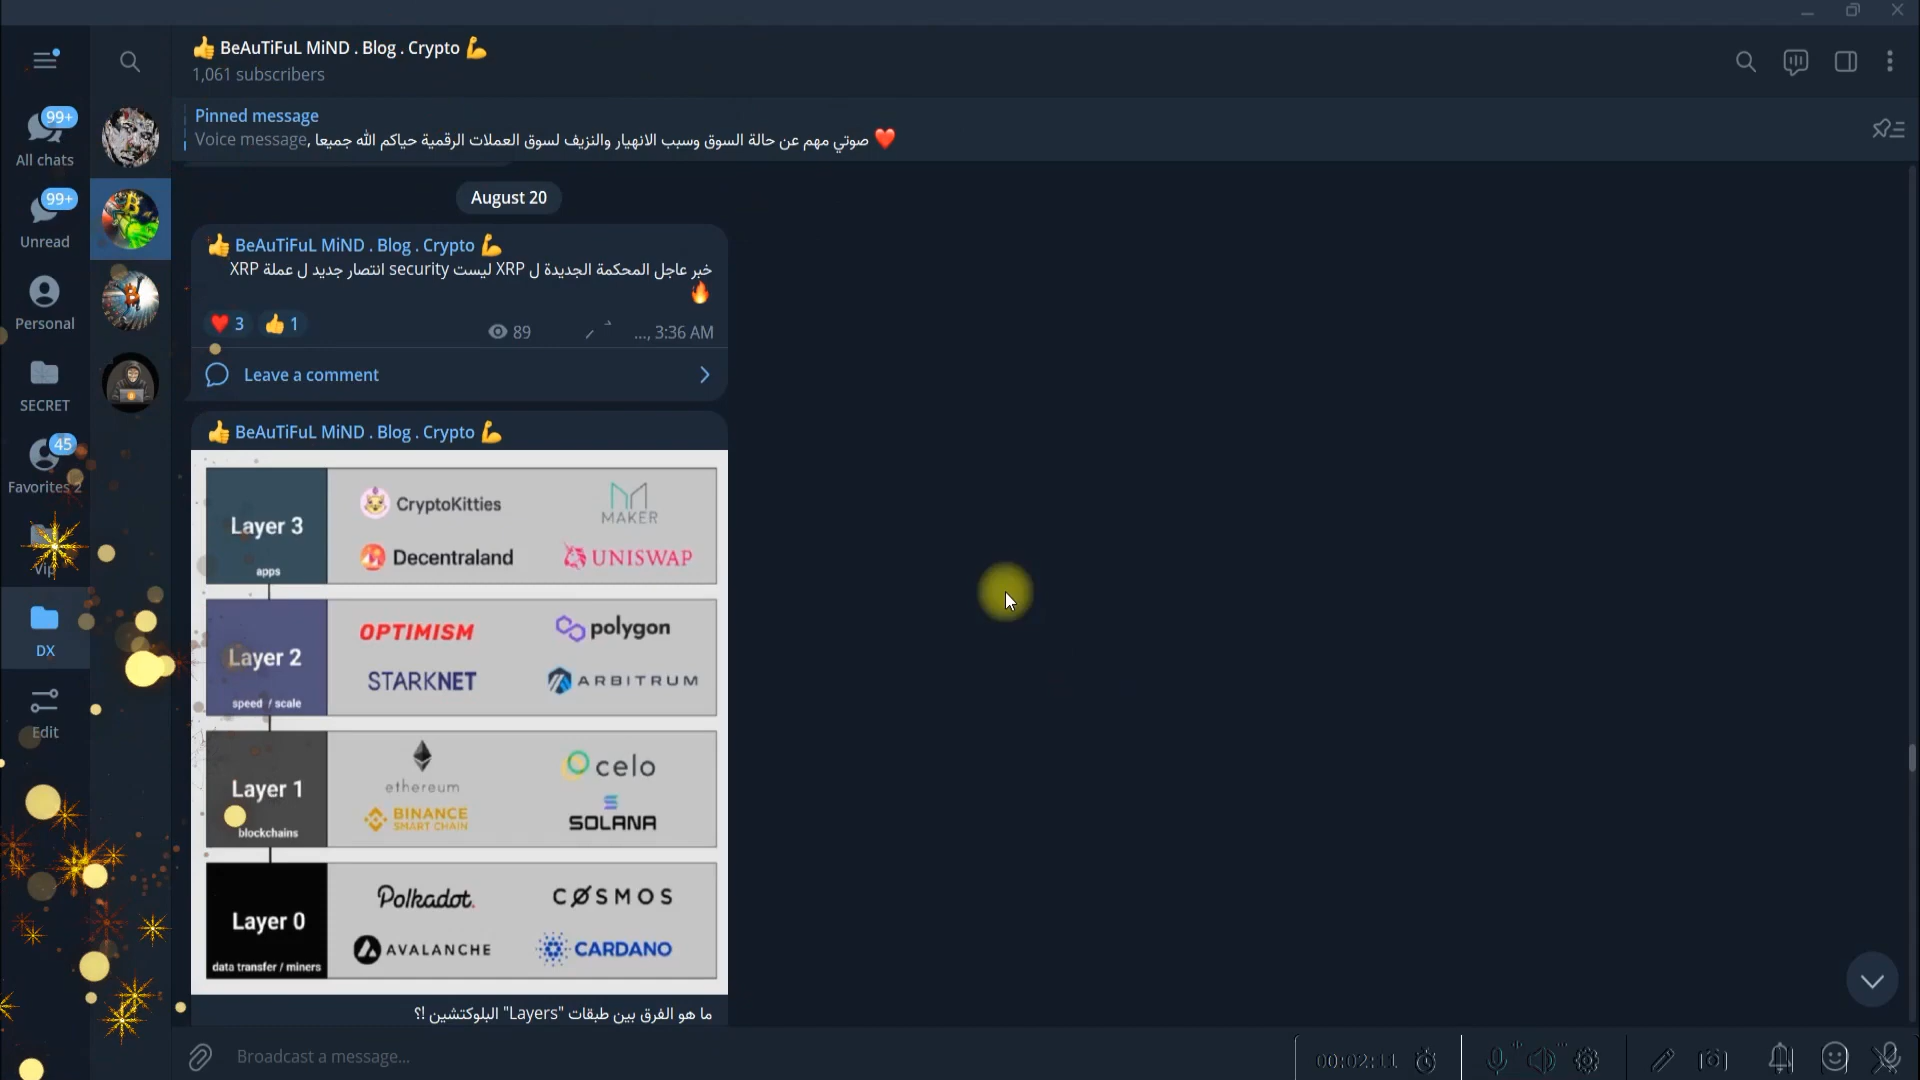 👍 BeAuTiFuL MiND . Blog . Crypto 💪
1,061 subscribers
Pinned message
Voice message, صوتي مهم عن حالة السوق وسبب الانهيار والنزيف لسوق العملات الرقمية حياكم الله جميعا ❤️
99+
All chats
99+
Unread
Personal
SECRET
45
Favorites 2
Vip
DX
Edit
August 20
👍 BeAuTiFuL MiND . Blog . Crypto 💪
خبر عاجل المحكمة الجديدة ل XRP ليست security انتصار جديد ل عملة XRP
🔥
❤️ 3 👍 1 89 ..., 3:36 AM
Leave a comment
👍 BeAuTiFuL MiND . Blog . Crypto 💪
Layer 3
apps
CryptoKitties
MAKER
Decentraland
UNISWAP
Layer 2
speed / scale
OPTIMISM
polygon
STARKNET
ARBITRUM
Layer 1
blockchains
ethereum
celo
BINANCE
SMART CHAIN
SOLANA
Layer 0
data transfer / miners
Polkadot.
COSMOS
AVALANCHE
CARDANO
ما هو الفرق بين طبقات "Layers" البلوكتشين !؟
Broadcast a message...
00:02:11